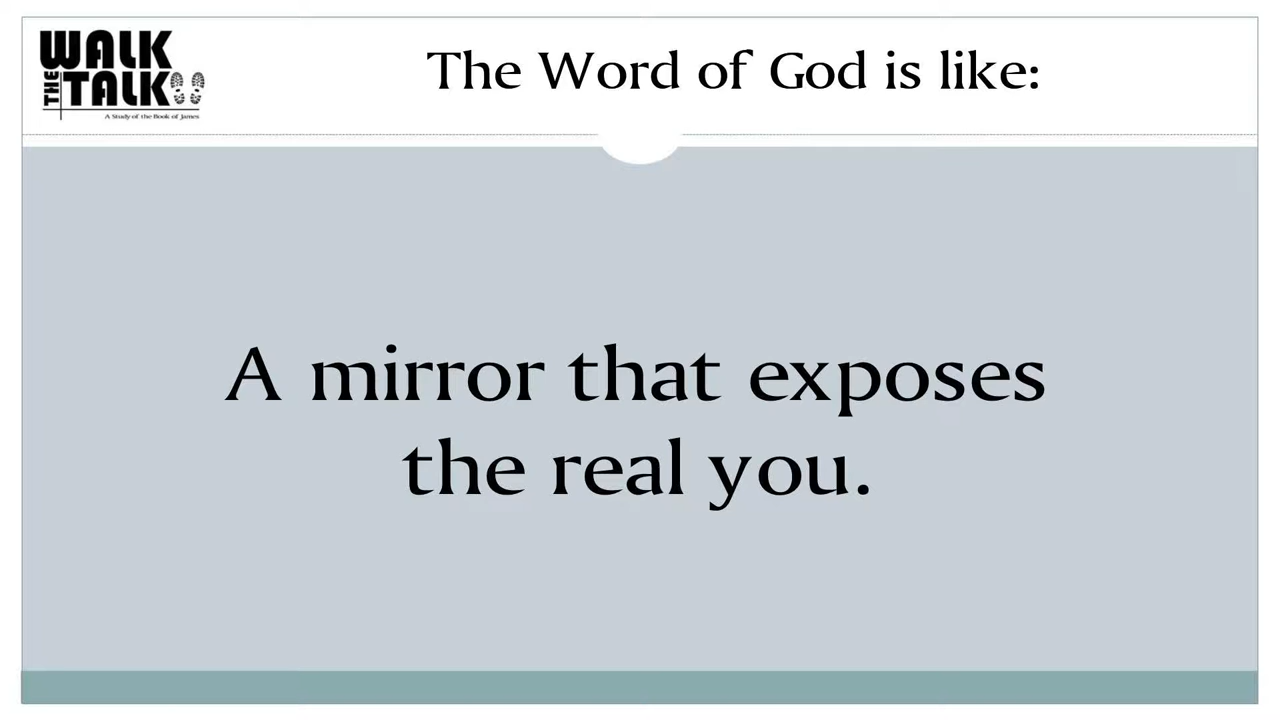 WALK
THE TALK
A Study of the Book of James
The Word of God is like:
A mirror that exposes
the real you.